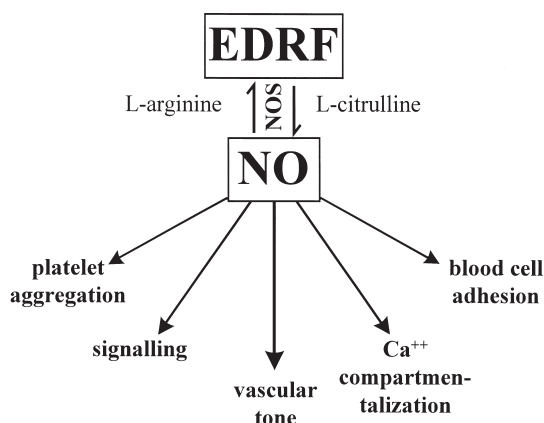 EDRF
L-arginine
NOS
L-citrulline
NO
platelet
aggregation
blood cell
adhesion
signalling
Ca++
compartmen-
talization
vascular
tone